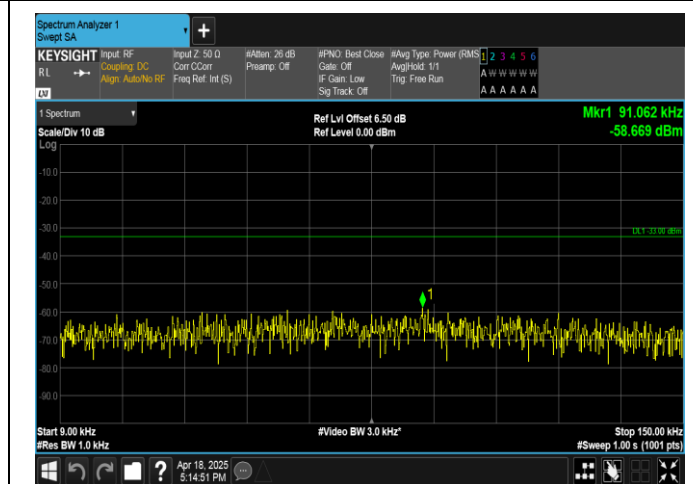 Spectrum Analyzer 1
Swept SA
+
KEYSIGHT Input: RF Input Z: 50 Ω #Atten: 26 dB #PNO: Best Close #Avg Type: Power (RMS 1 2 3 4 5 6
RL Coupling: DC Corr CCorr Preamp: Off Gate: Off Avg|Hold: 1/1 A W W W W W
Align: Auto/No RF Freq Ref: Int (S) IF Gain: Low Trig: Free Run
LXI Sig Track: Off A A A A A A
1 Spectrum Ref Lvl Offset 6.50 dB Mkr1 91.062 kHz
Scale/Div 10 dB Ref Level 0.00 dBm -58.669 dBm
Log
-10.0
-20.0
-30.0
DL1 -33.00 dBm
-40.0
-50.0
1
-60.0
-70.0
-80.0
-90.0
Start 9.00 kHz #Video BW 3.0 kHz* Stop 150.00 kHz
#Res BW 1.0 kHz #Sweep 1.00 s (1001 pts)
? Apr 18, 2025
5:14:51 PM